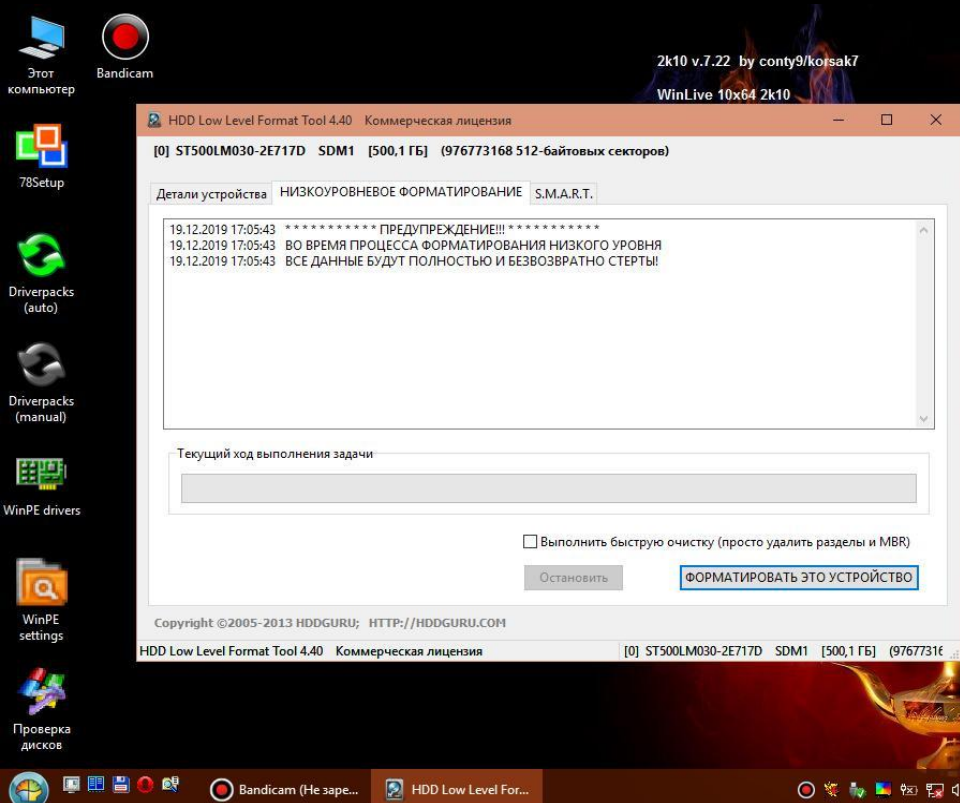 Этот
компьютер
Bandicam
2k10 v.7.22 by conty9/korsak7
WinLive 10x64 2k10
78Setup
Driverpacks
(auto)
Driverpacks
(manual)
WinPE drivers
WinPE
settings
Проверка
дисков
HDD Low Level Format Tool 4.40 Коммерческая лицензия
[0] ST500LM030-2E717D SDM1 [500,1 ГБ] (976773168 512-байтовых секторов)
Детали устройства НИЗКОУРОВНЕВОЕ ФОРМАТИРОВАНИЕ S.M.A.R.T.
19.12.2019 17:05:43 * * * * * * * * * * * ПРЕДУПРЕЖДЕНИЕ!!! * * * * * * * * * * *
19.12.2019 17:05:43 ВО ВРЕМЯ ПРОЦЕССА ФОРМАТИРОВАНИЯ НИЗКОГО УРОВНЯ
19.12.2019 17:05:43 ВСЕ ДАННЫЕ БУДУТ ПОЛНОСТЬЮ И БЕЗВОЗВРАТНО СТЕРТЫ!
Текущий ход выполнения задачи
Выполнить быструю очистку (просто удалить разделы и MBR)
Остановить ФОРМАТИРОВАТЬ ЭТО УСТРОЙСТВО
Copyright ©2005-2013 HDDGURU; HTTP://HDDGURU.COM
HDD Low Level Format Tool 4.40 Коммерческая лицензия [0] ST500LM030-2E717D SDM1 [500,1 ГБ] (97677316
Bandicam (Не заре... HDD Low Level For...